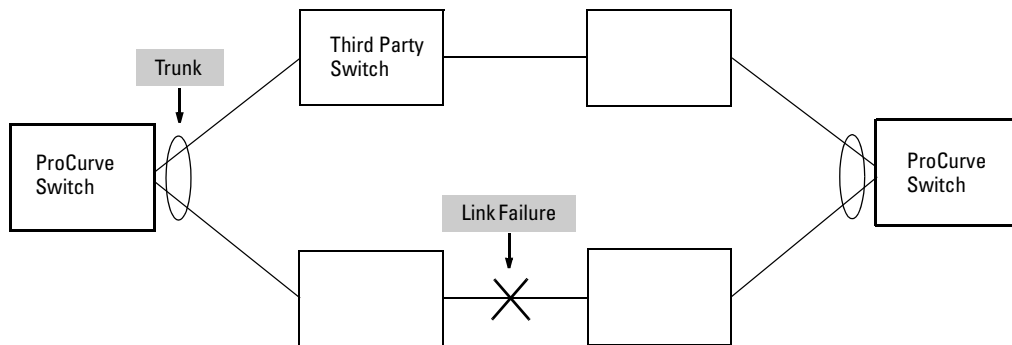 Third Party
Switch
Trunk
ProCurve
Switch
ProCurve
Switch
Link Failure